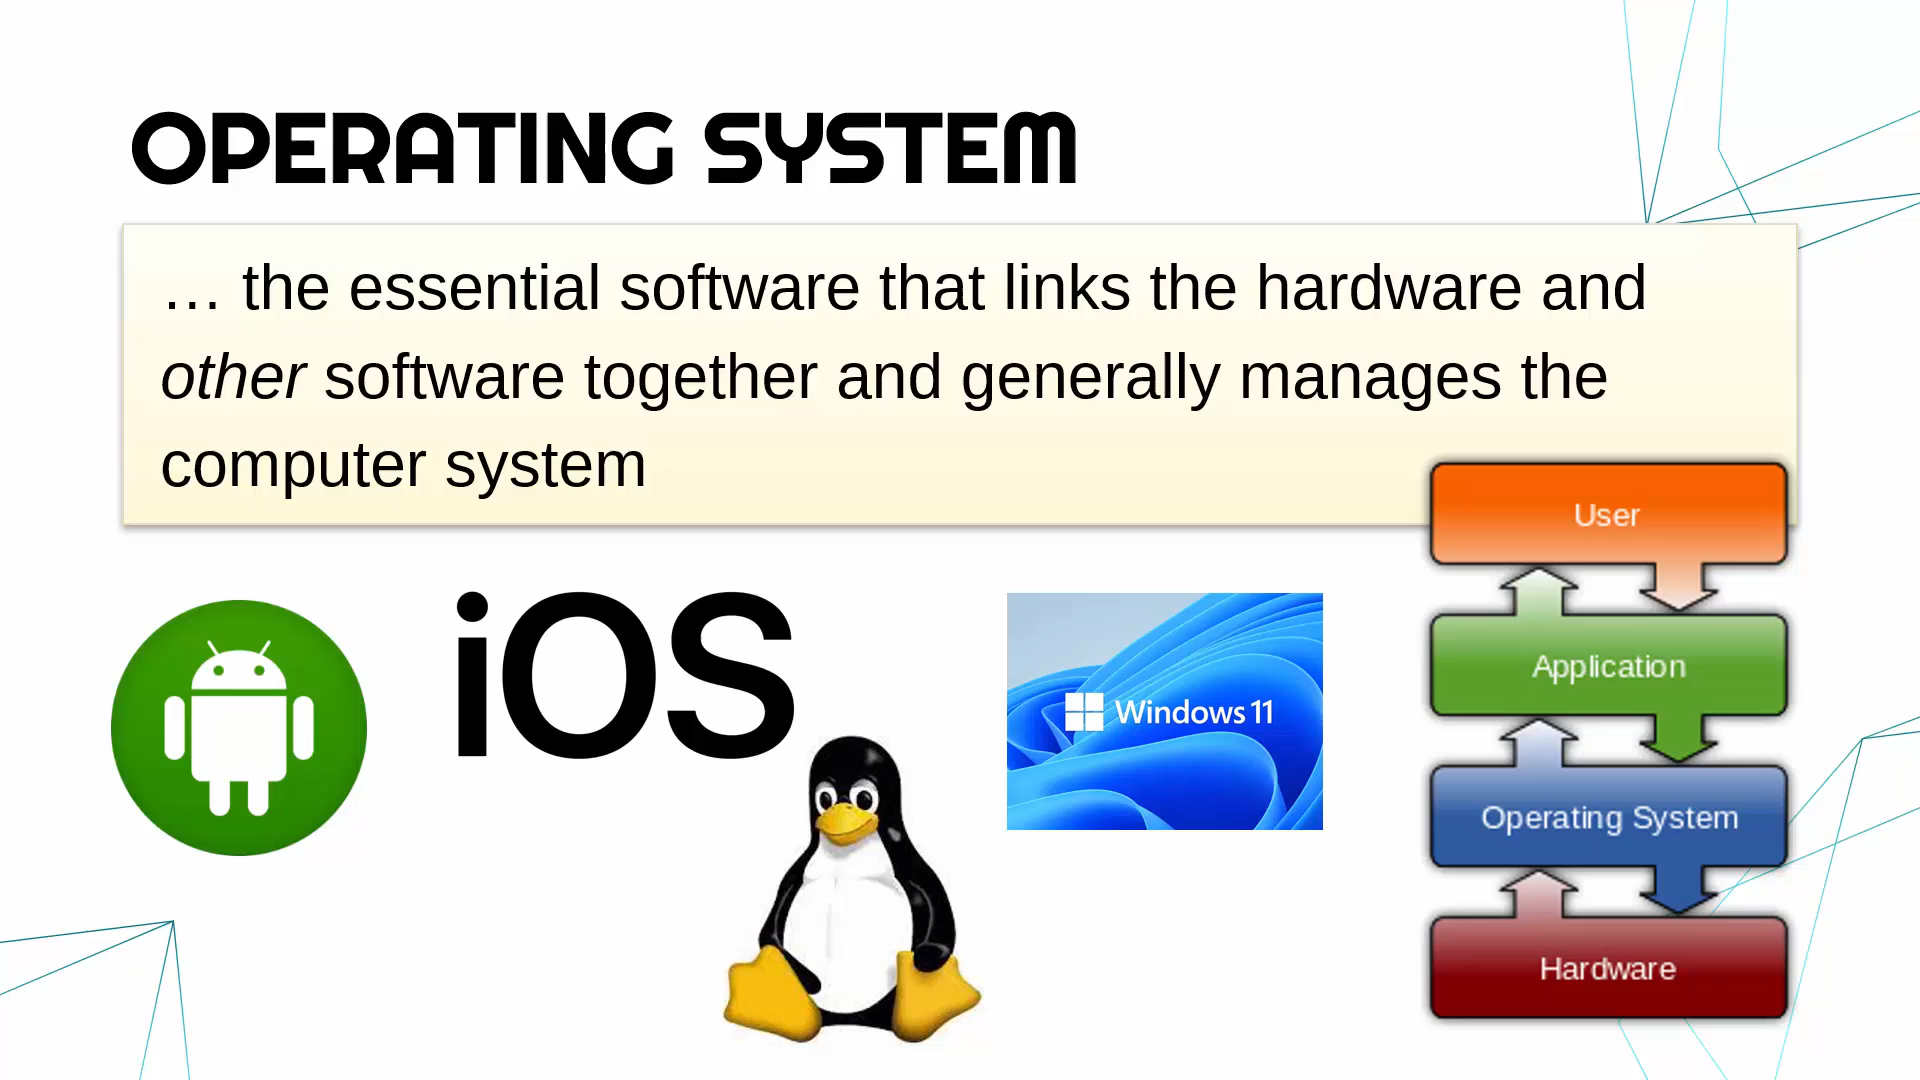 OPERATING SYSTEM
… the essential software that links the hardware and
other software together and generally manages the
computer system
iOS
Windows 11
User
Application
Operating System
Hardware